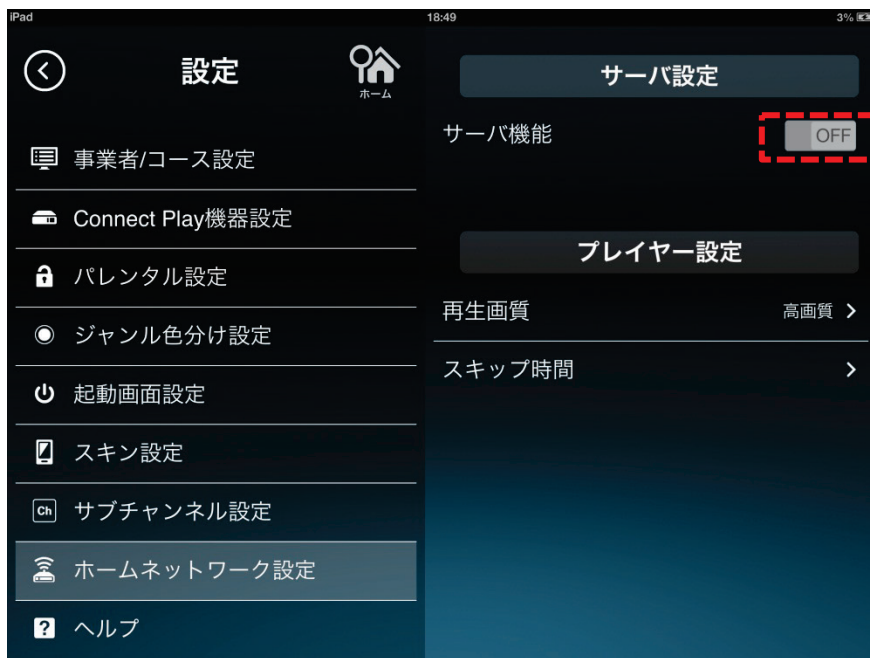 iPad
18:49
3%
設定
ホーム
事業者/コース設定
Connect Play機器設定
パレンタル設定
ジャンル色分け設定
起動画面設定
スキン設定
Ch
サブチャンネル設定
ホームネットワーク設定
?
ヘルプ
サーバ設定
サーバ機能
OFF
プレイヤー設定
再生画質
高画質
スキップ時間